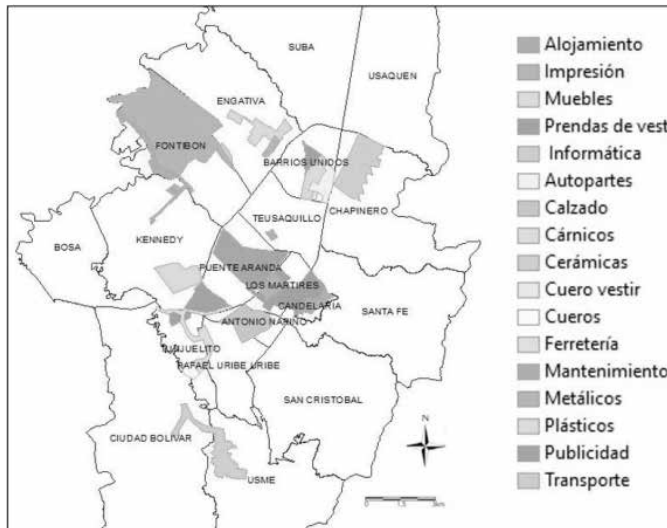 SUBA
USAQUEN
ENGATIVA
FONTIBON
BARRIOS UNIDOS
TEUSAQUILLO
CHAPINERO
BOSA
KENNEDY
PUENTE ARANDA
LOS MARTIRES
CANDELARIA
SANTA FE
ANTONIO NARIÑO
RAFAEL URIBE URIBE
SAN CRISTOBAL
CIUDAD BOLIVAR
USME
N
Alojamiento
Impresión
Muebles
Prendas de vest
Informática
Autopartes
Calzado
Cárnicos
Cerámicas
Cuero vestir
Cueros
Ferretería
Mantenimiento
Metálicos
Plásticos
Publicidad
Transporte